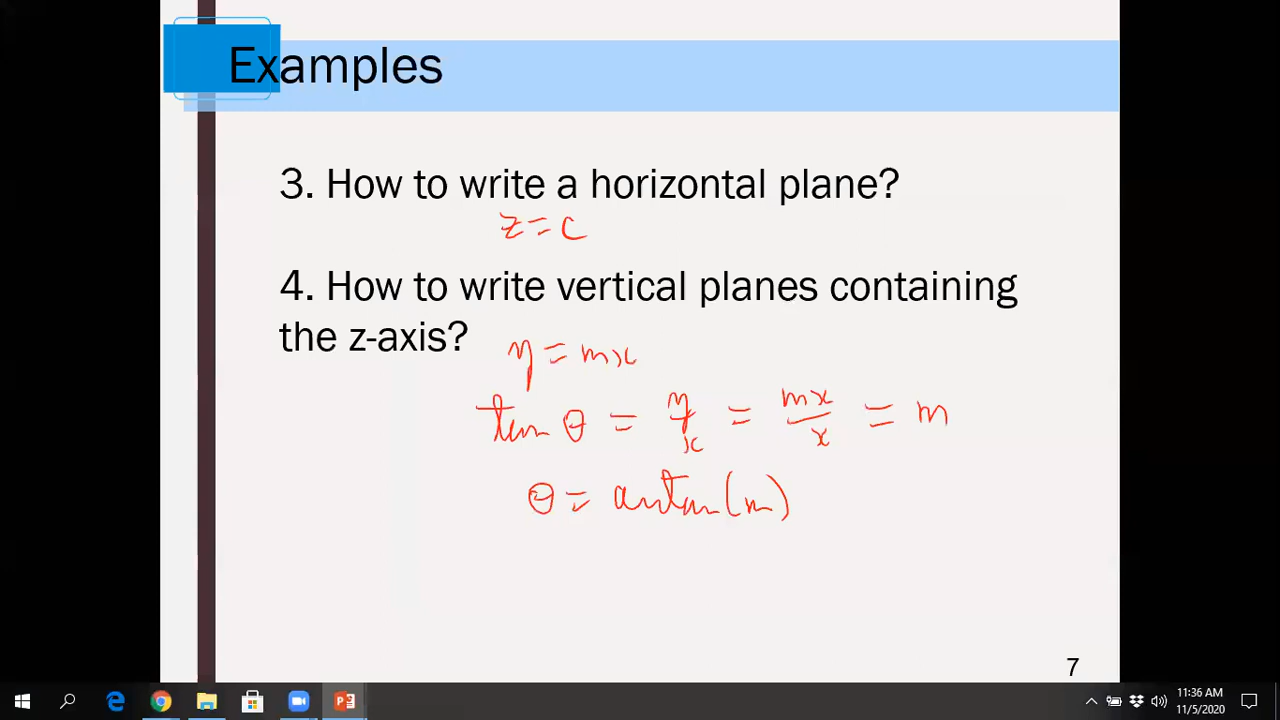 Examples
3. How to write a horizontal plane?
z = c
4. How to write vertical planes containing
the z-axis?
y = mx
tan θ = y/x = mx/x = m
θ = arctan(m)
7
11:36 AM
11/5/2020